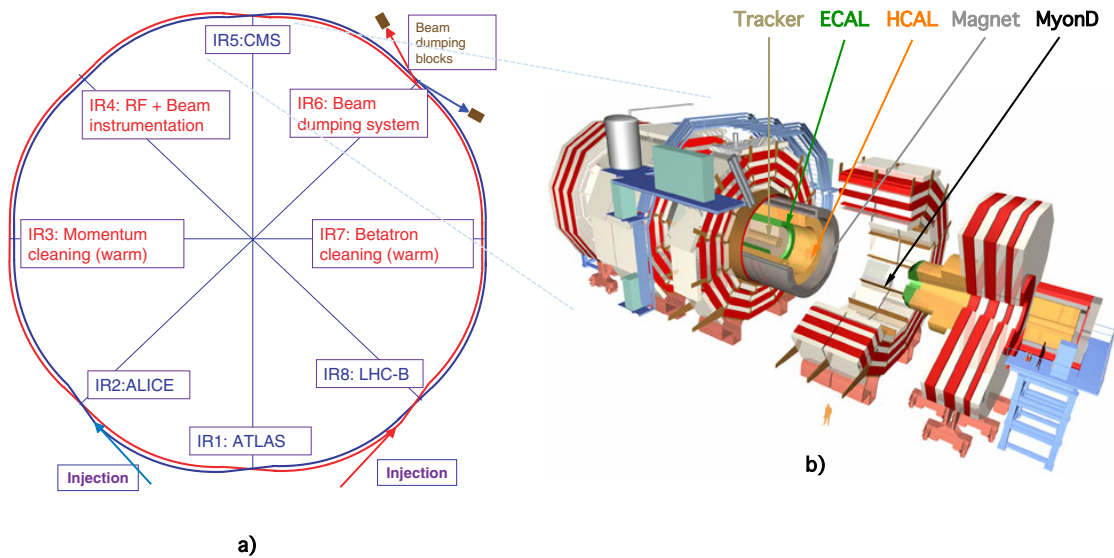 IR5:CMS
Beam
dumping
blocks
IR4: RF + Beam
instrumentation
IR6: Beam
dumping system
IR3: Momentum
cleaning (warm)
IR7: Betatron
cleaning (warm)
IR2:ALICE
IR8: LHC-B
IR1: ATLAS
Injection
Injection
a)
Tracker ECAL HCAL Magnet MyonD
b)